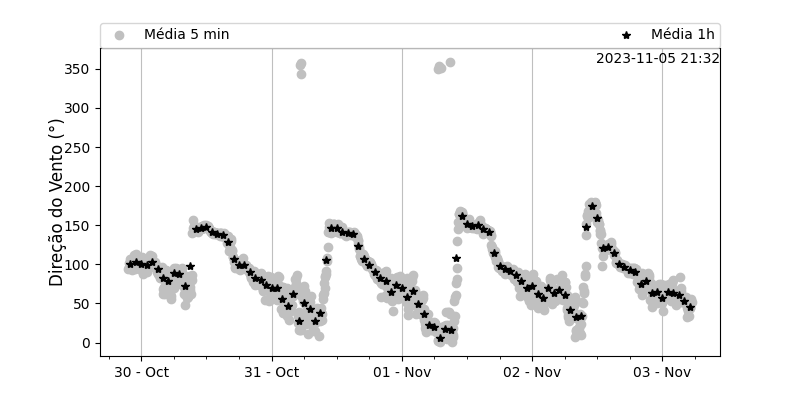 Média 5 min
Média 1h
2023-11-05 21:32
Direção do Vento (°)
350
300
250
200
150
100
50
0
30 - Oct
31 - Oct
01 - Nov
02 - Nov
03 - Nov